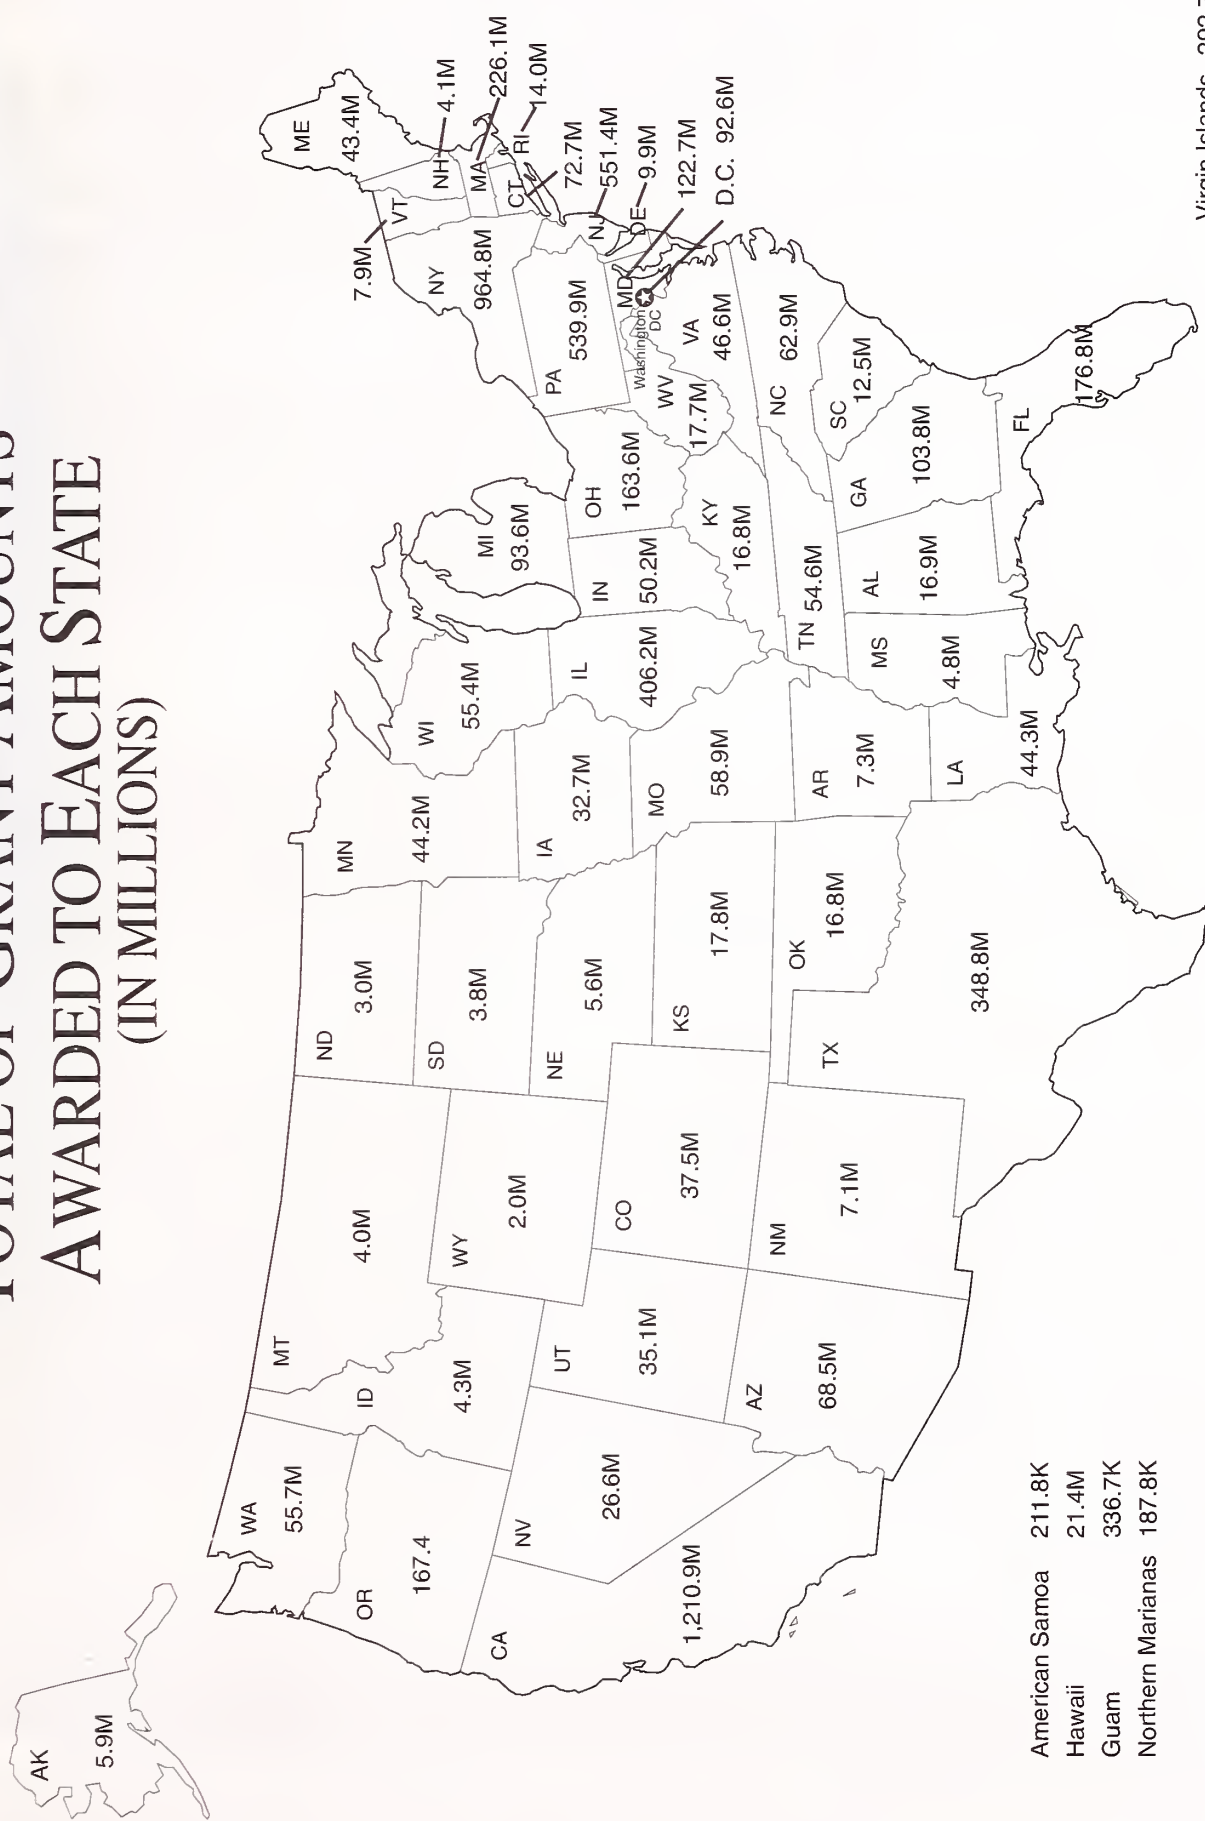 TOTAL OF GRANT AMOUNTS
AWARDED TO EACH STATE
(IN MILLIONS)
AK
5.9M
WA
55.7M
OR
167.4
CA
1,210.9M
NV
26.6M
ID
4.3M
MT
4.0M
WY
2.0M
UT
35.1M
AZ
68.5M
CO
37.5M
NM
7.1M
ND
3.0M
SD
3.8M
NE
5.6M
KS
17.8M
OK
16.8M
TX
348.8M
MN
44.2M
IA
32.7M
MO
58.9M
AR
7.3M
LA
44.3M
WI
55.4M
IL
406.2M
MI
93.6M
IN
50.2M
OH
163.6M
KY
16.8M
TN 54.6M
MS
4.8M
AL
16.9M
GA
103.8M
FL
176.8M
SC
12.5M
NC
62.9M
VA
46.6M
WV
17.7M
Washington
DC
MD
122.7M
D.C. 92.6M
DE 9.9M
PA
539.9M
NJ 551.4M
NY
964.8M
CT
72.7M
RI 14.0M
MA 226.1M
VT
7.9M
NH 4.1M
ME
43.4M
American Samoa 211.8K
Hawaii 21.4M
Guam 336.7K
Northern Marianas 187.8K
Virgin Islands